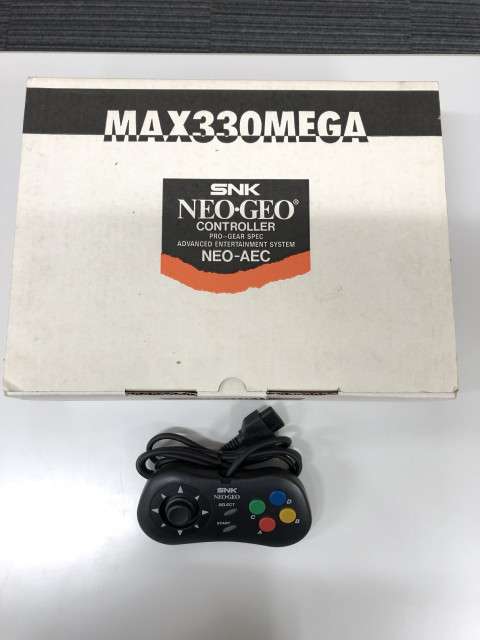 MAX330MEGA
SNK
NEO•GEO®
CONTROLLER
PRO-GEAR SPEC
ADVANCED ENTERTAINMENT SYSTEM
NEO-AEC
SNK
NEO•GEO
SELECT
START
D
C
B
A